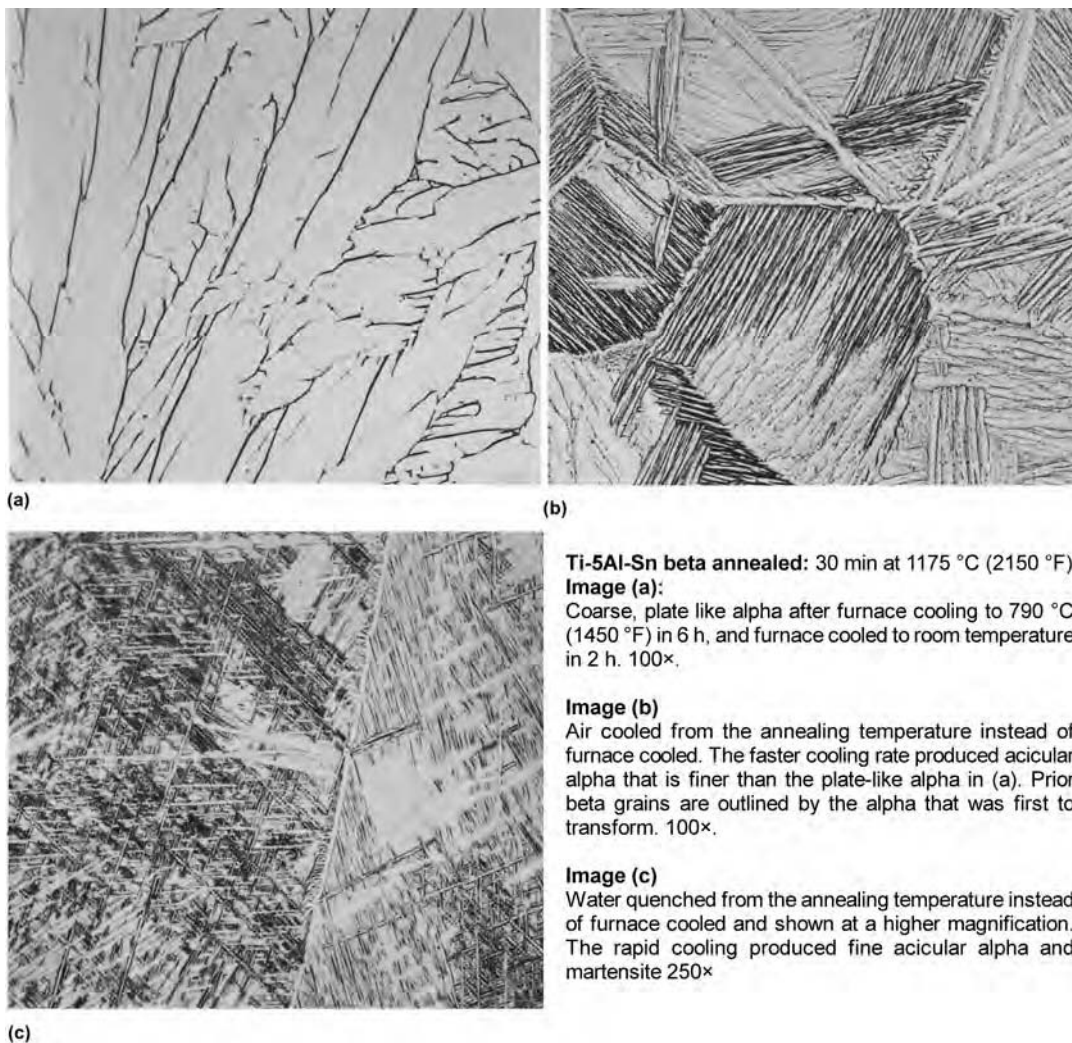 (a)
(b)
Ti-5Al-Sn beta annealed: 30 min at 1175 °C (2150 °F)
Image (a):
Coarse, plate like alpha after furnace cooling to 790 °C
(1450 °F) in 6 h, and furnace cooled to room temperature
in 2 h. 100×.
Image (b)
Air cooled from the annealing temperature instead of
furnace cooled. The faster cooling rate produced acicular
alpha that is finer than the plate-like alpha in (a). Prior
beta grains are outlined by the alpha that was first to
transform. 100×.
Image (c)
Water quenched from the annealing temperature instead
of furnace cooled and shown at a higher magnification.
The rapid cooling produced fine acicular alpha and
martensite 250×
(c)